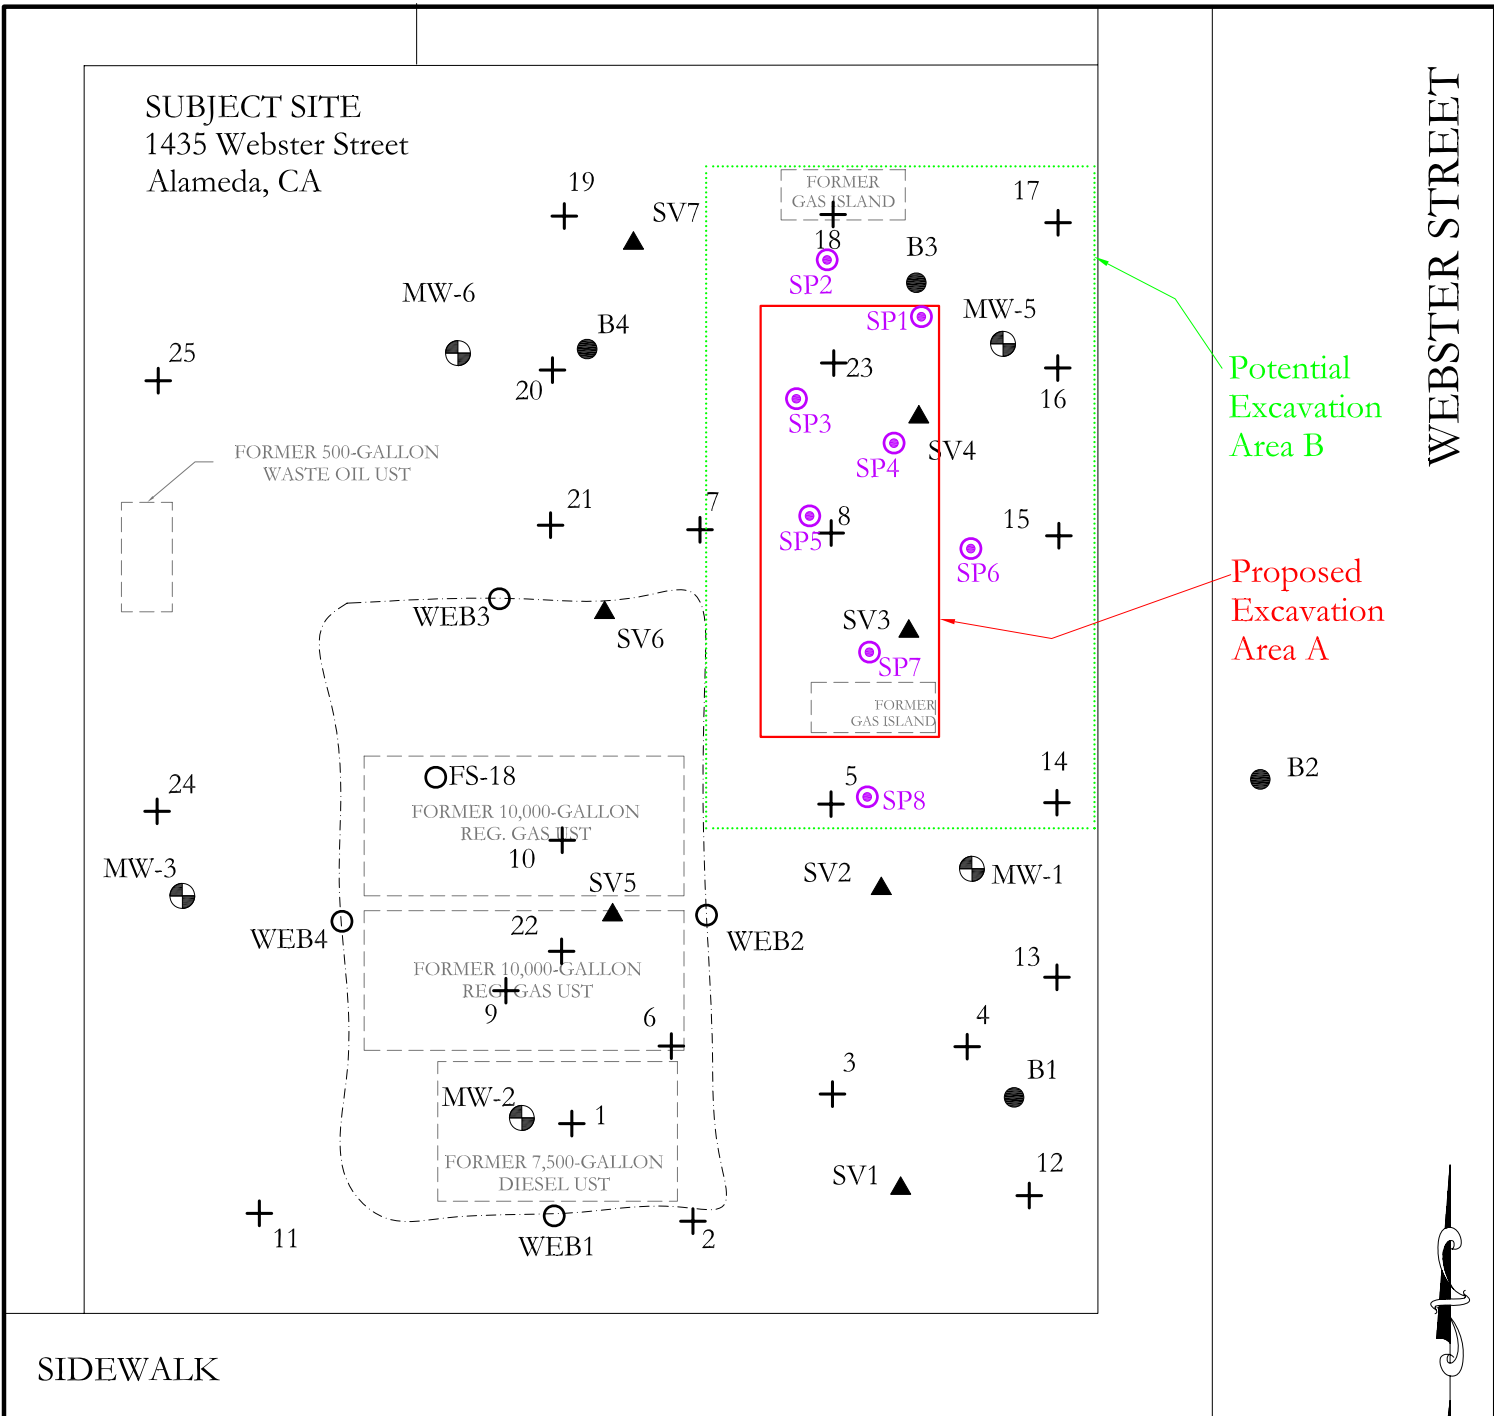 SUBJECT SITE
1435 Webster Street
Alameda, CA
WEBSTER STREET
19
SV7
FORMER
GAS ISLAND
17
18
B3
SP2
MW-6
SP1
MW-5
B4
25
20
23
16
Potential
Excavation
Area B
SP3
SV4
SP4
FORMER 500-GALLON
WASTE OIL UST
21
7
8
15
SP5
SP6
Proposed
Excavation
Area A
WEB3
SV6
SV3
SP7
FORMER
GAS ISLAND
24
FS-18
5
SP8
14
B2
FORMER 10,000-GALLON
REG. GAS UST
10
MW-3
SV5
SV2
MW-1
WEB4
22
WEB2
FORMER 10,000-GALLON
REG. GAS UST
13
9
6
4
3
B1
MW-2
1
FORMER 7,500-GALLON
DIESEL UST
SV1
12
11
WEB1
2
SIDEWALK